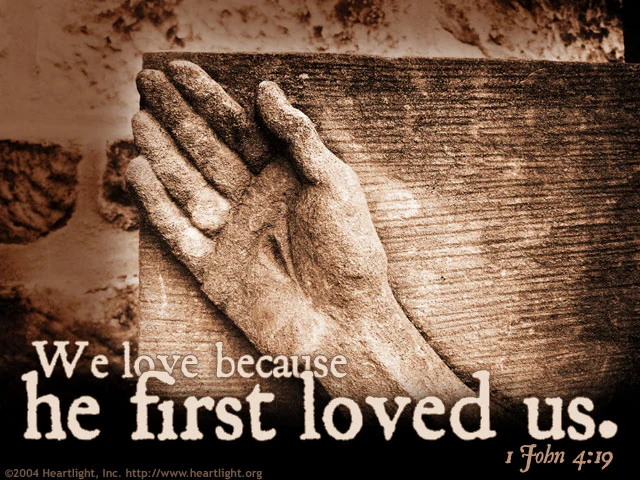 We love because
he first loved us.
1 John 4:19
©2004 Heartlight, Inc. http://www.heartlight.org